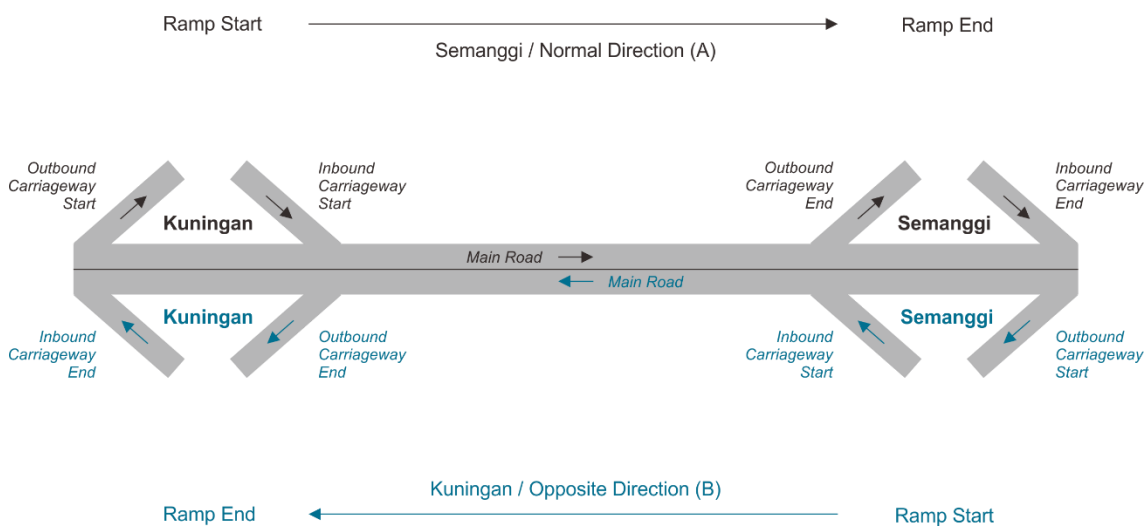 Ramp Start
Ramp End
Semanggi / Normal Direction (A)
Outbound
Carriageway
Start
Inbound
Carriageway
Start
Outbound
Carriageway
End
Inbound
Carriageway
End
Kuningan
Semanggi
Main Road
Main Road
Kuningan
Semanggi
Inbound
Carriageway
End
Outbound
Carriageway
End
Inbound
Carriageway
Start
Outbound
Carriageway
Start
Kuningan / Opposite Direction (B)
Ramp End
Ramp Start